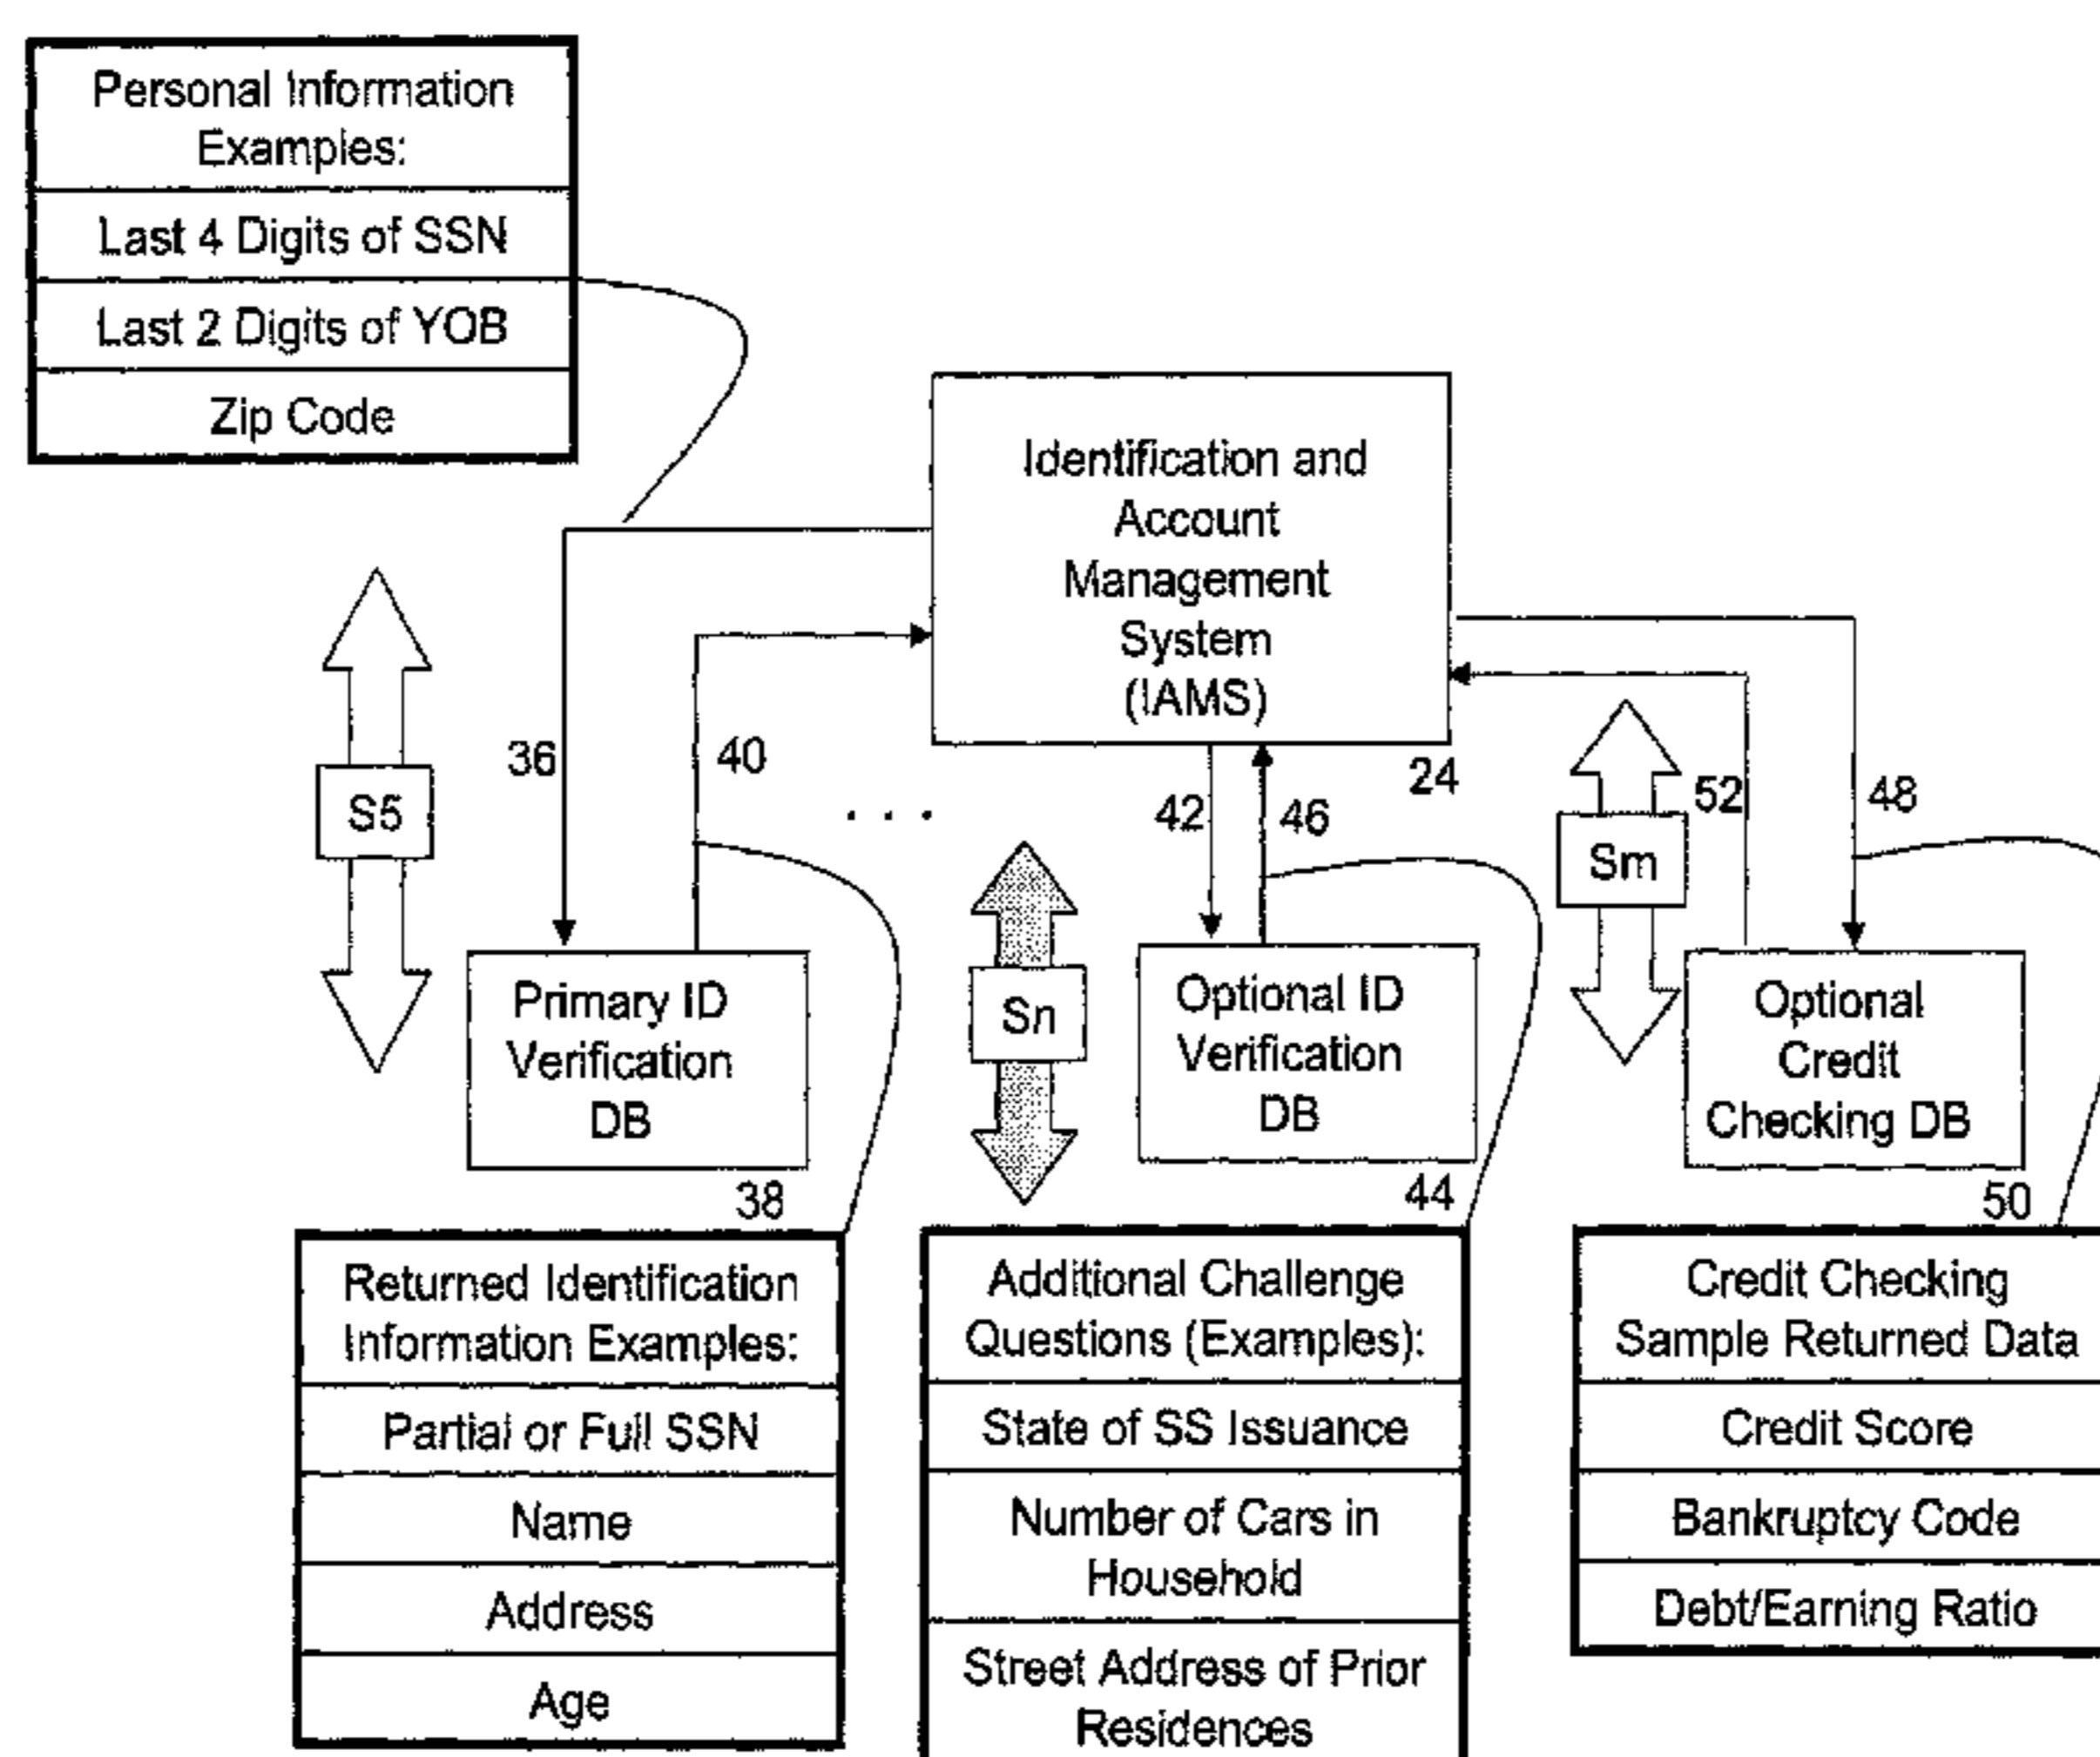 Personal Information
Examples:
Last 4 Digits of SSN
Last 2 Digits of YOB
Zip Code
Identification and
Account
Management
System
(IAMS)
24
36
40
. . .
42
46
52
48
S5
Sn
Sm
Primary ID
Verification
DB
38
Optional ID
Verification
DB
44
Optional
Credit
Checking DB
50
Returned Identification
Information Examples:
Partial or Full SSN
Name
Address
Age
Additional Challenge
Questions (Examples):
State of SS Issuance
Number of Cars in
Household
Street Address of Prior
Residences
Credit Checking
Sample Returned Data
Credit Score
Bankruptcy Code
Debt/Earning Ratio